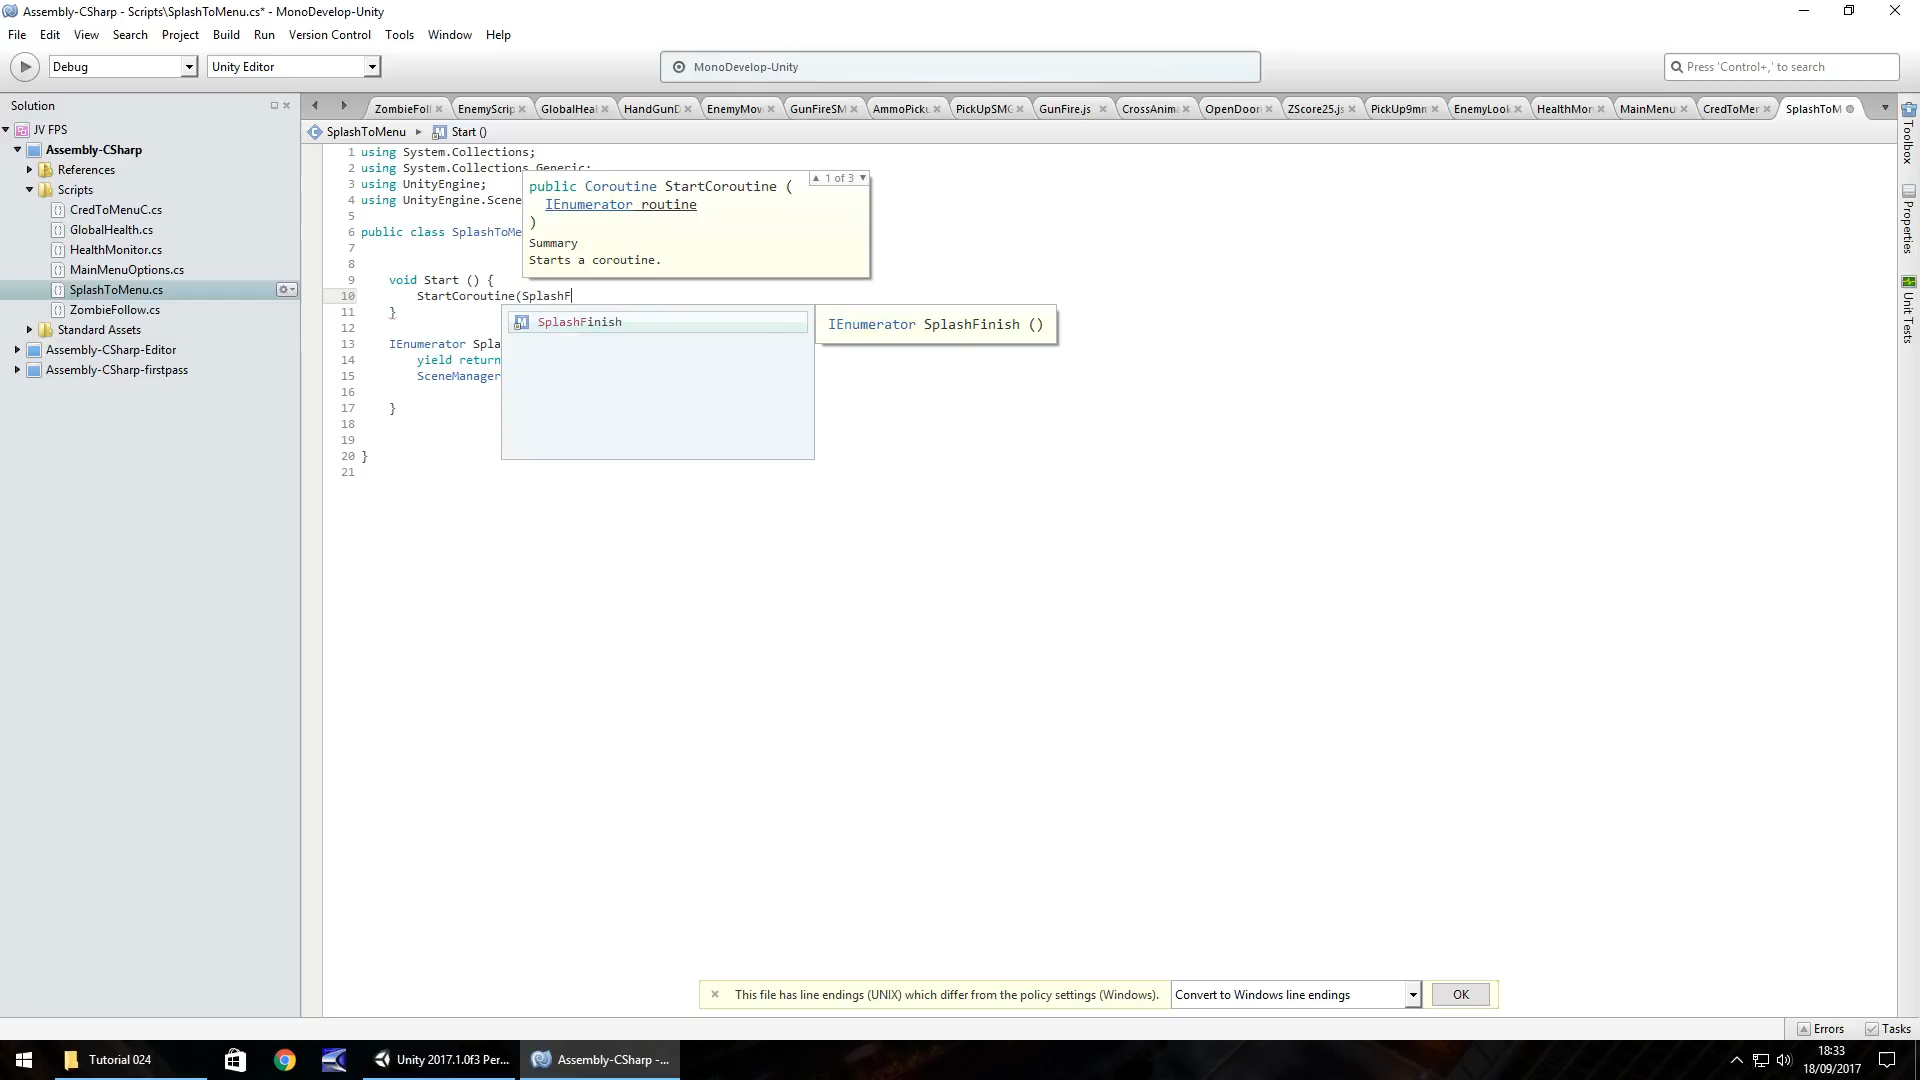 Assembly-CSharp - Scripts\SplashToMenu.cs* - MonoDevelop-Unity
File Edit View Search Project Build Run Version Control Tools Window Help
Debug Unity Editor MonoDevelop-Unity Press 'Control+,' to search
Solution
ZombieFoll EnemyScrip GlobalHeal HandGunD EnemyMov GunFireSM AmmoPicku PickUpSMG GunFire.js CrossAnima OpenDoor ZScore25.js PickUp9mm EnemyLook HealthMon MainMenu CredToMen SplashToM
JV FPS
Assembly-CSharp
References
Scripts
CredToMenuC.cs
GlobalHealth.cs
HealthMonitor.cs
MainMenuOptions.cs
SplashToMenu.cs
ZombieFollow.cs
Standard Assets
Assembly-CSharp-Editor
Assembly-CSharp-firstpass
SplashToMenu Start ()
1 using System.Collections;
2 using System.Collections.Generic;
3 using UnityEngine;
4 using UnityEngine.Scene
5
6 public class SplashToMe
7
8
9 void Start () {
10 StartCoroutine(SplashF
11 }
12
13 IEnumerator Spla
14 yield return
15 SceneManager
16
17 }
18
19
20 }
21
1 of 3
public Coroutine StartCoroutine (
IEnumerator routine
)
Summary
Starts a coroutine.
SplashFinish
IEnumerator SplashFinish ()
This file has line endings (UNIX) which differ from the policy settings (Windows). Convert to Windows line endings OK
Toolbox
Properties
Unit Tests
Errors Tasks
Tutorial 024 Unity 2017.1.0f3 Per... Assembly-CSharp -...
18:33
18/09/2017